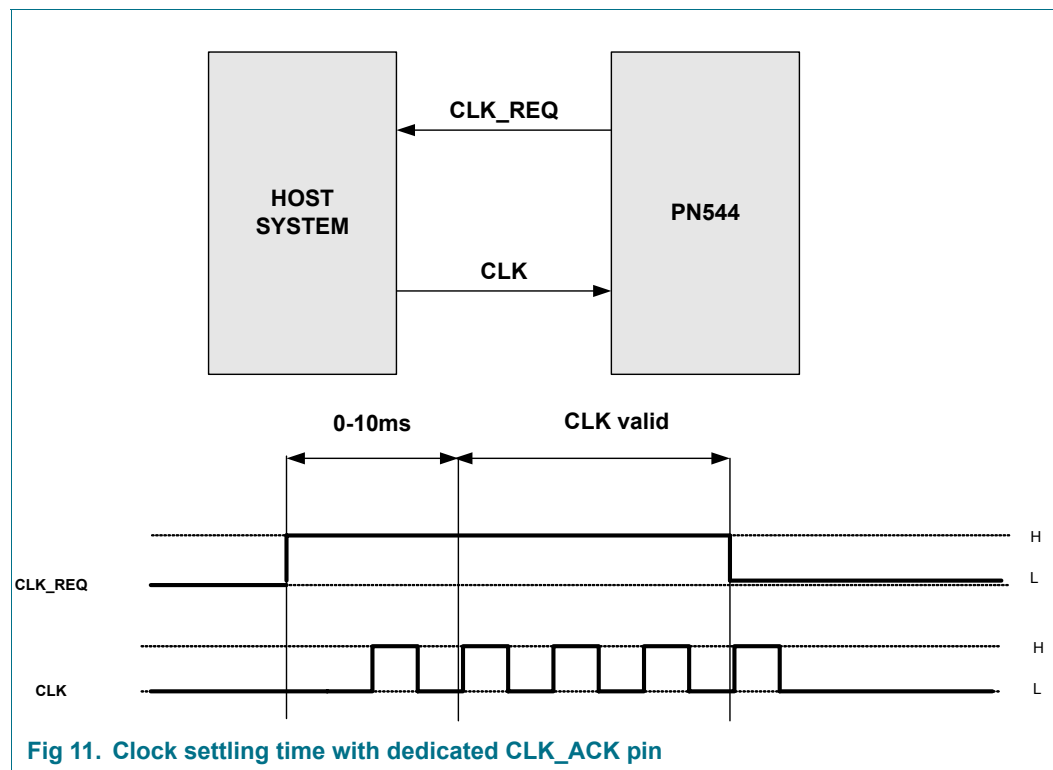 CLK_REQ
HOST
SYSTEM
PN544
CLK
0-10ms
CLK valid
H
CLK_REQ
L
H
CLK
L
Fig 11. Clock settling time with dedicated CLK_ACK pin